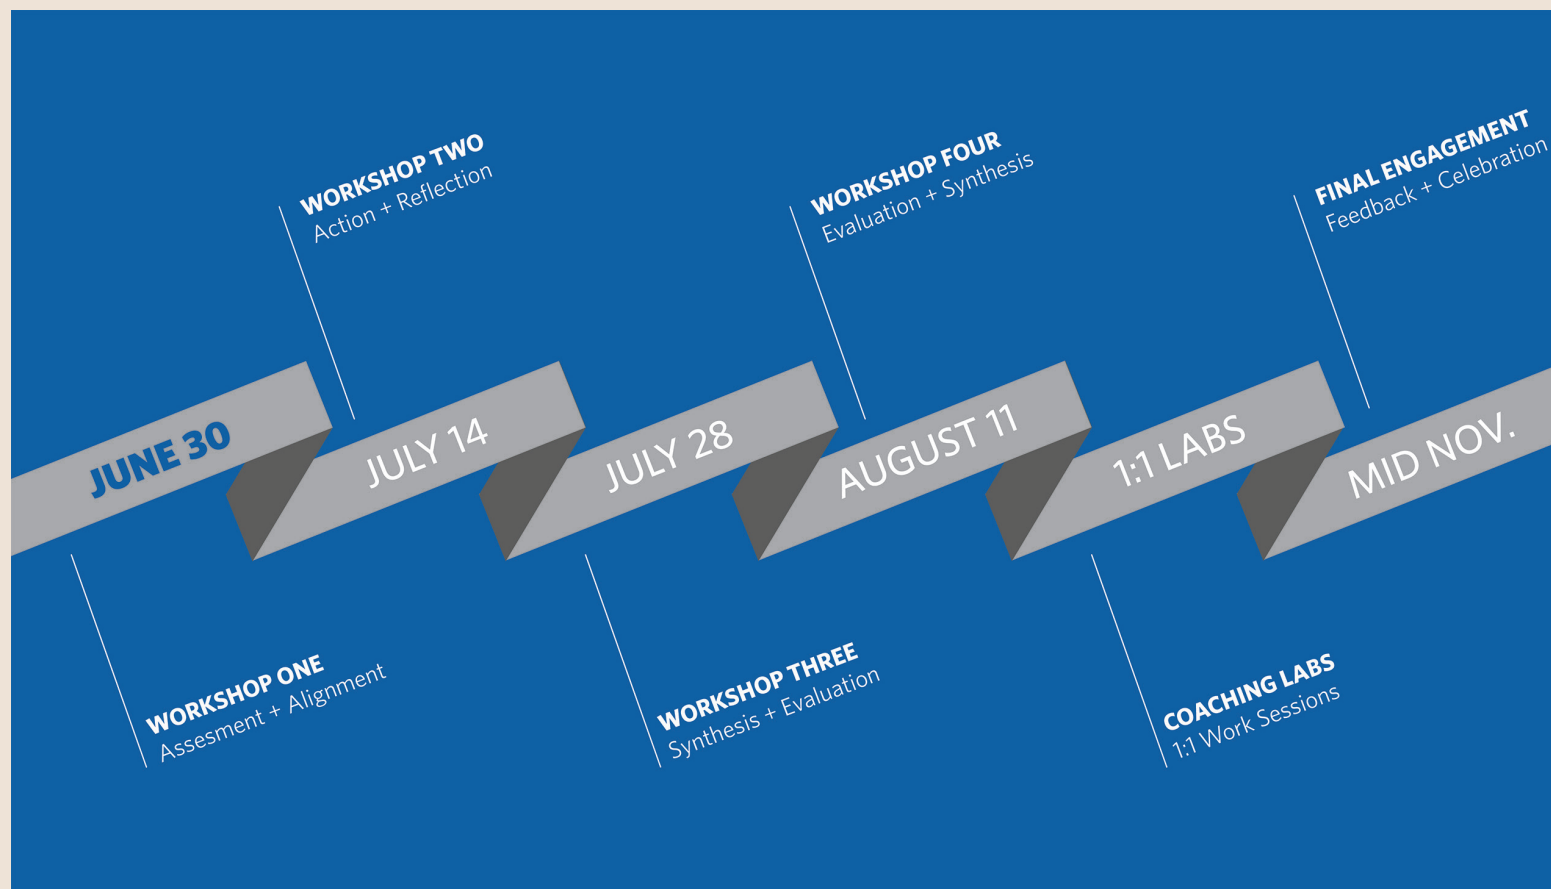 WORKSHOP TWO
Action + Reflection
WORKSHOP FOUR
Evaluation + Synthesis
FINAL ENGAGEMENT
Feedback + Celebration
JUNE 30
JULY 14
JULY 28
AUGUST 11
1:1 LABS
MID NOV.
WORKSHOP ONE
Assesment + Alignment
WORKSHOP THREE
Synthesis + Evaluation
COACHING LABS
1:1 Work Sessions